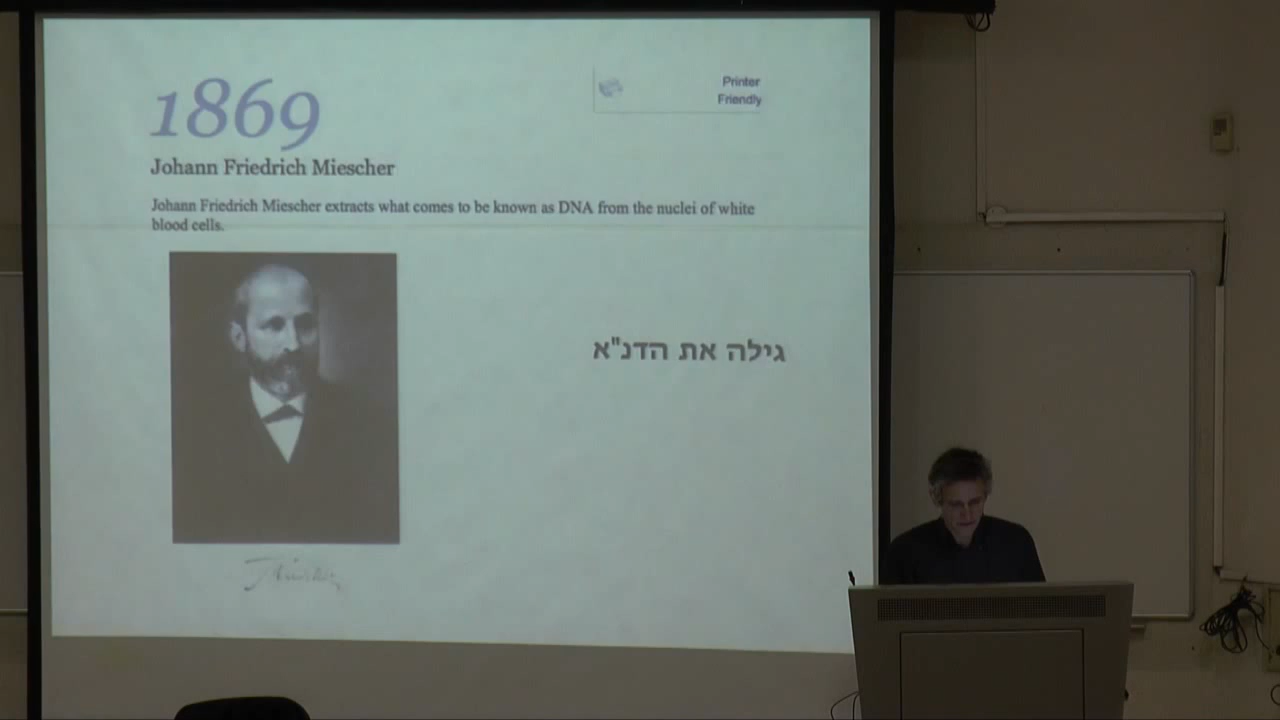 1869
Printer
Friendly
Johann Friedrich Miescher
Johann Friedrich Miescher extracts what comes to be known as DNA from the nuclei of white
blood cells.
גילה את הדנ"א